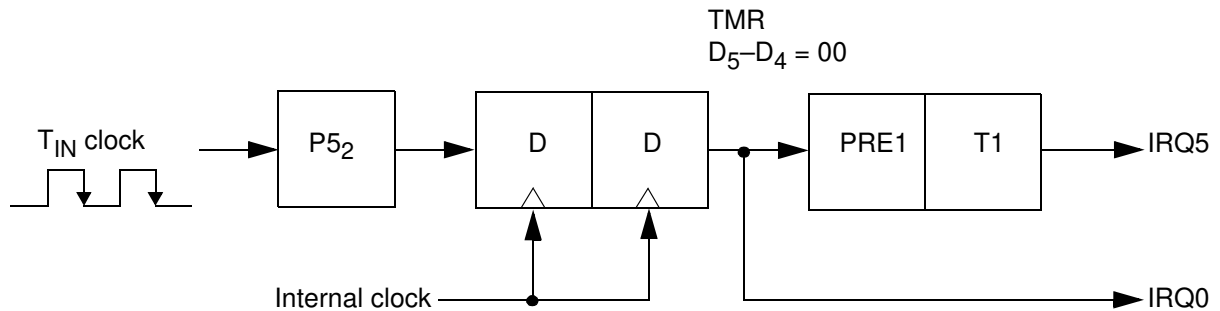 TMR
D5–D4 = 00
TIN clock
P52
D
D
PRE1
T1
IRQ5
Internal clock
IRQ0